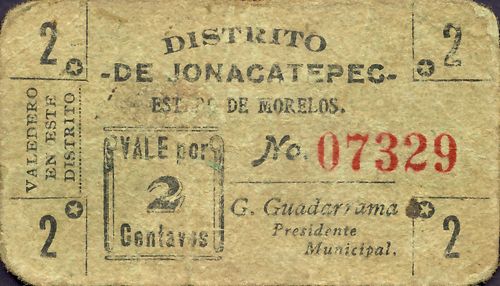 2
DISTRITO
2
-DE JONACATEPEC-
ESTADO DE MORELOS.
VALEDERO
EN ESTE
DISTRITO
VALE por
2
Centavos
No. 07329
G. Guadarrama
Presidente
Municipal.
2
2